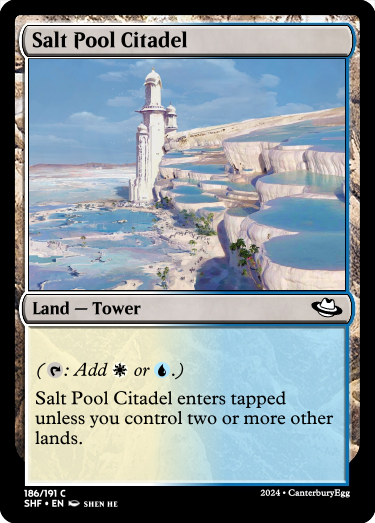 Salt Pool Citadel
Land — Tower
( : Add or .)
Salt Pool Citadel enters tapped
unless you control two or more other
lands.
186/191 C
SHF • EN SHEN HE
2024 • CanterburyEgg